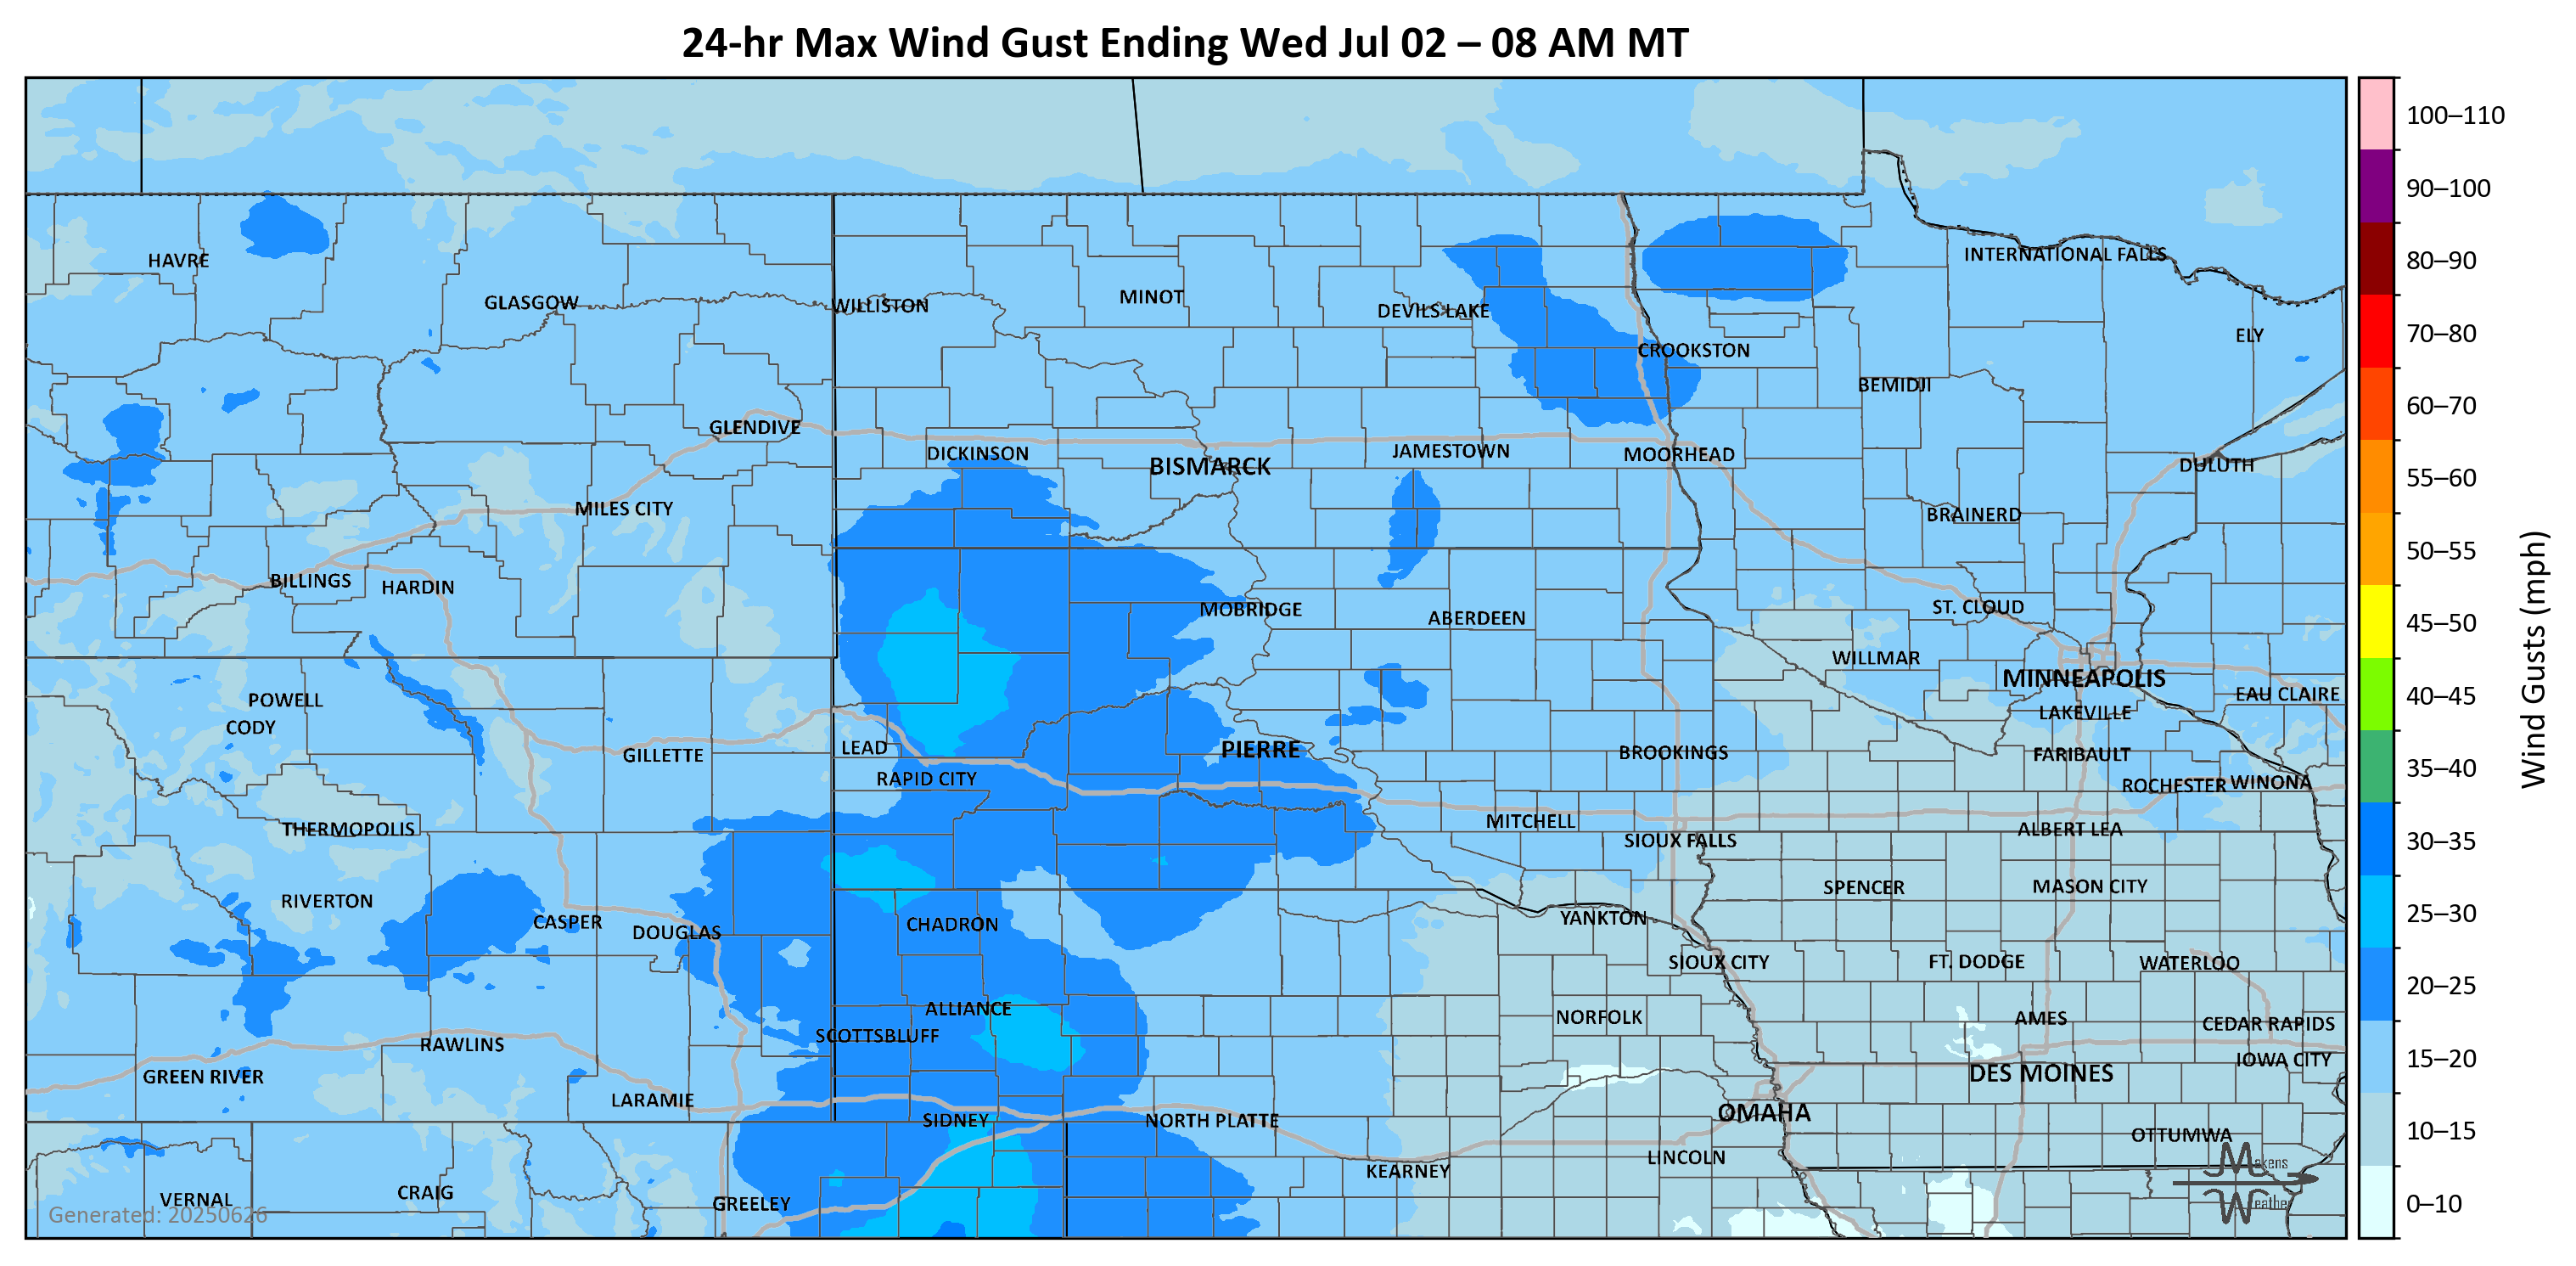 24-hr Max Wind Gust Ending Wed Jul 02 – 08 AM MT
100–110
90–100
80–90
70–80
60–70
55–60
50–55
45–50
40–45
35–40
30–35
25–30
20–25
15–20
10–15
0–10
Wind Gusts (mph)
HAVRE
GLASGOW
WILLISTON
MINOT
DEVILS LAKE
CROOKSTON
INTERNATIONAL FALLS
ELY
BEMIDJI
GLENDIVE
DICKINSON
BISMARCK
JAMESTOWN
MOORHEAD
DULUTH
MILES CITY
BRAINERD
BILLINGS
HARDIN
MOBRIDGE
ABERDEEN
ST. CLOUD
WILLMAR
MINNEAPOLIS
EAU CLAIRE
POWELL
CODY
LAKEVILLE
GILLETTE
LEAD
PIERRE
BROOKINGS
FARIBAULT
RAPID CITY
ROCHESTER
WINONA
THERMOPOLIS
MITCHELL
SIOUX FALLS
ALBERT LEA
RIVERTON
CASPER
DOUGLAS
CHADRON
YANKTON
SPENCER
MASON CITY
SIOUX CITY
FT. DODGE
WATERLOO
ALLIANCE
SCOTTSBLUFF
NORFOLK
AMES
CEDAR RAPIDS
RAWLINS
IOWA CITY
GREEN RIVER
DES MOINES
LARAMIE
SIDNEY
NORTH PLATTE
OMAHA
OTTUMWA
KEARNEY
LINCOLN
VERNAL
CRAIG
GREELEY
Generated: 20250626
Makens
Weather